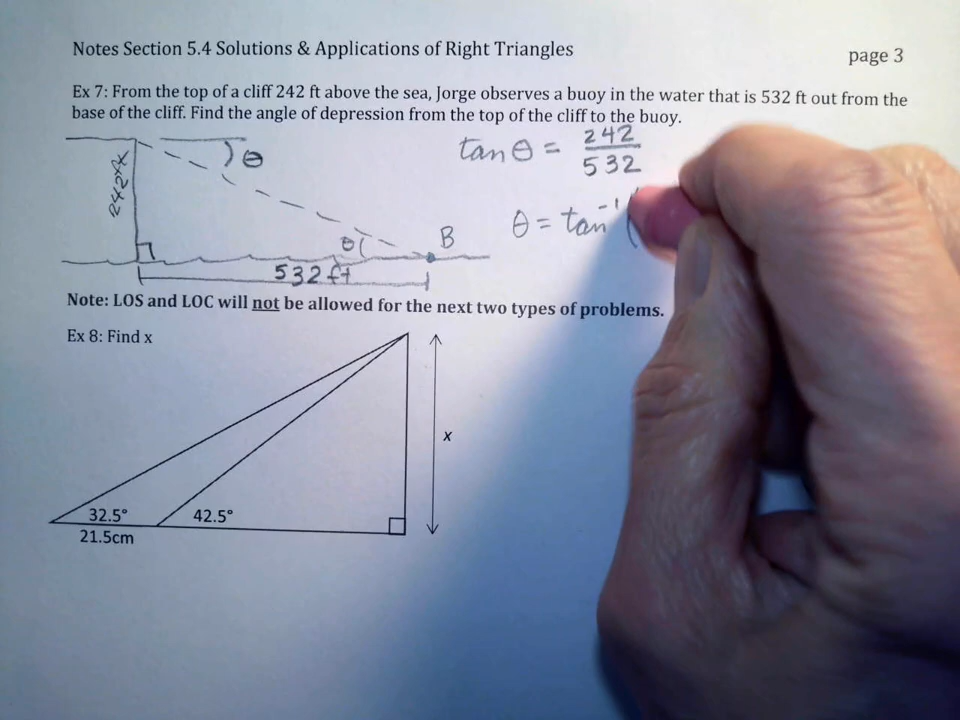 Notes Section 5.4 Solutions & Applications of Right Triangles
page 3
Ex 7: From the top of a cliff 242 ft above the sea, Jorge observes a buoy in the water that is 532 ft out from the
base of the cliff. Find the angle of depression from the top of the cliff to the buoy.
242 ft
θ
θ
B
532 ft
tan θ = 242/532
θ = tan⁻¹(
Note: LOS and LOC will not be allowed for the next two types of problems.
Ex 8: Find x
x
32.5°
42.5°
21.5cm